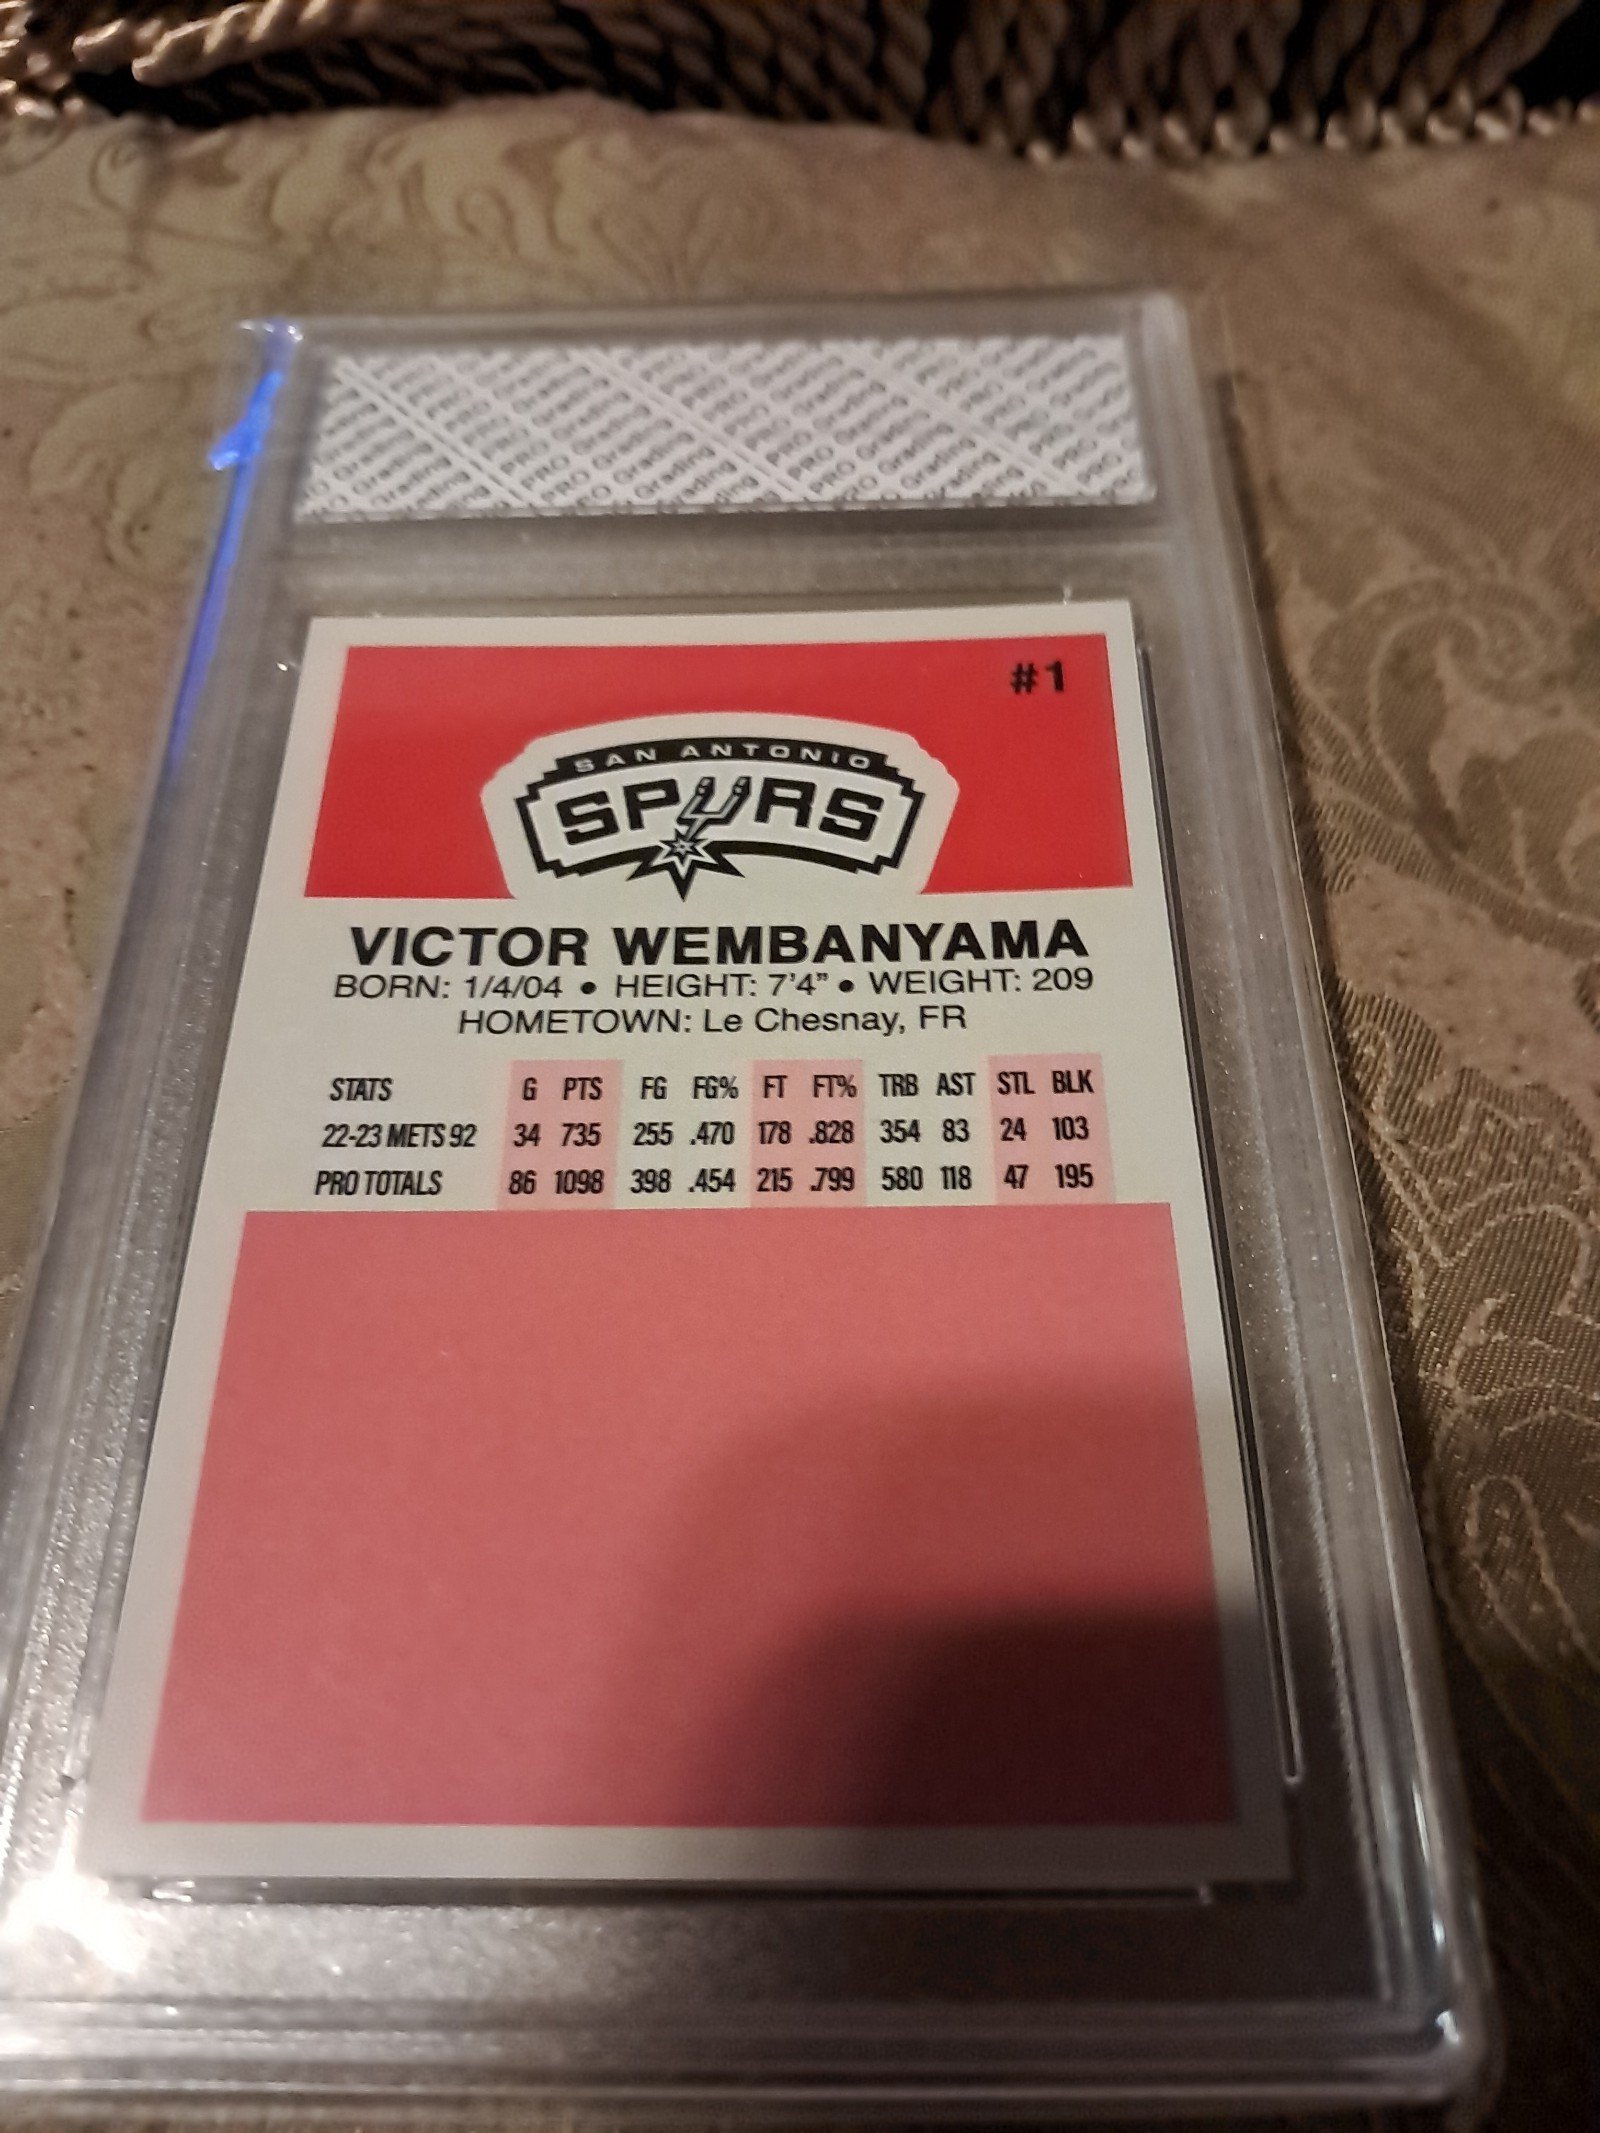 PRO Grading
#1
SAN ANTONIO
SPURS
VICTOR WEMBANYAMA
BORN: 1/4/04 • HEIGHT: 7'4” • WEIGHT: 209
HOMETOWN: Le Chesnay, FR
STATS G PTS FG FG% FT FT% TRB AST STL BLK
22-23 METS 92 34 735 255 .470 178 .828 354 83 24 103
PRO TOTALS 86 1098 398 .454 215 .799 580 118 47 195